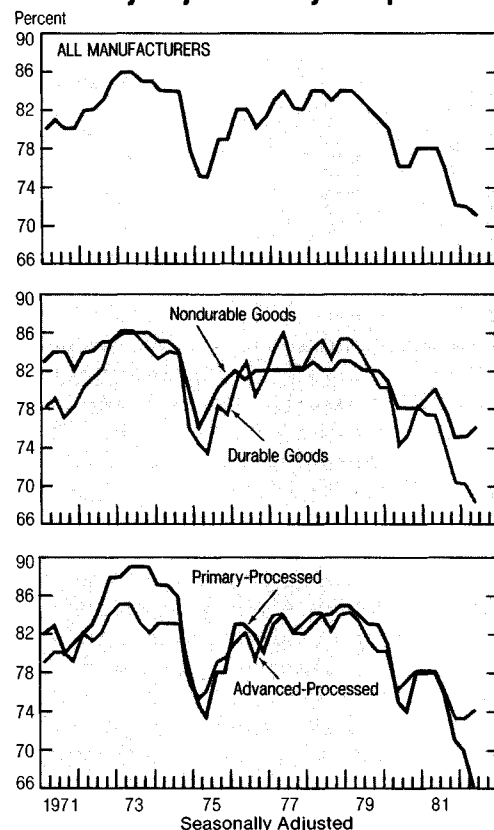 Percent
90
ALL MANUFACTURERS
86
82
78
74
70
66
90
Nondurable Goods
86
82
78
Durable Goods
74
70
66
90
Primary-Processed
86
82
78
Advanced-Processed
74
70
66
1971 73 75 77 79 81
Seasonally Adjusted